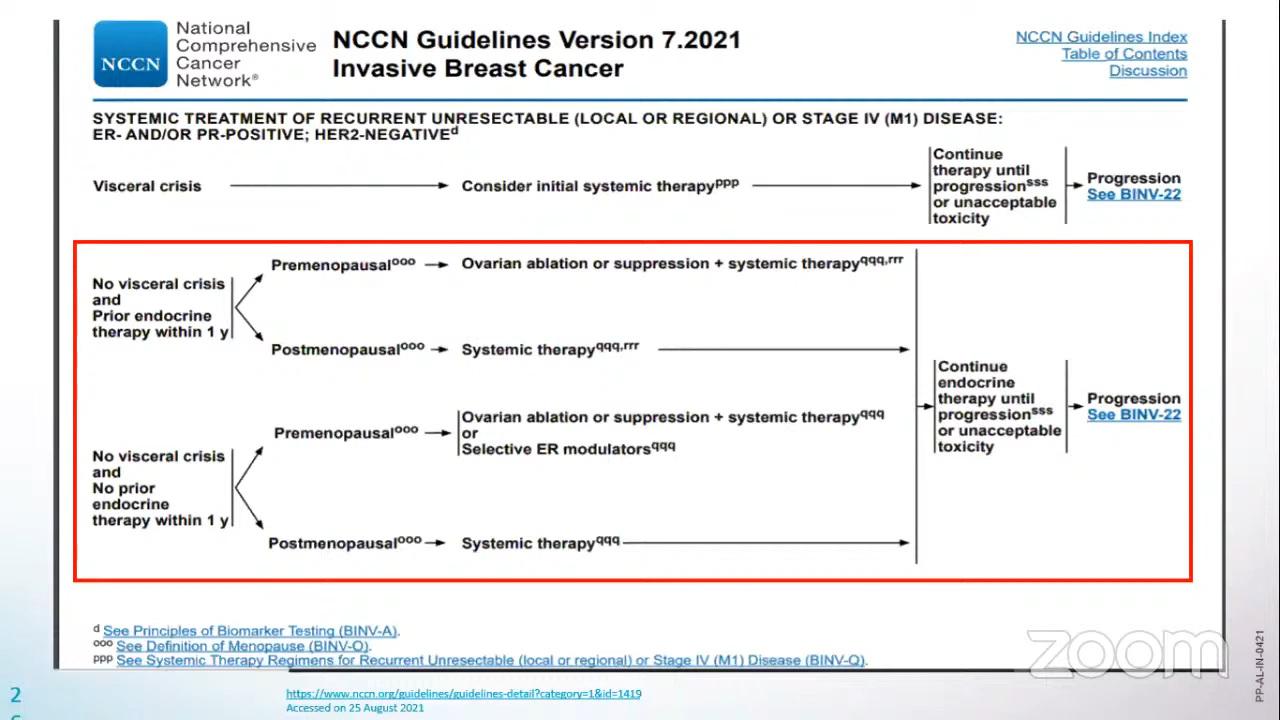 National
Comprehensive
Cancer
Network®
NCCN
NCCN Guidelines Version 7.2021
Invasive Breast Cancer
NCCN Guidelines Index
Table of Contents
Discussion
SYSTEMIC TREATMENT OF RECURRENT UNRESECTABLE (LOCAL OR REGIONAL) OR STAGE IV (M1) DISEASE:
ER- AND/OR PR-POSITIVE; HER2-NEGATIVEd
Visceral crisis
Consider initial systemic therapyppp
Continue
therapy until
progressionsss
or unacceptable
toxicity
Progression
See BINV-22
No visceral crisis
and
Prior endocrine
therapy within 1 y
Premenopausalooo
Ovarian ablation or suppression + systemic therapyqqq,rrr
Postmenopausalooo
Systemic therapyqqq,rrr
No visceral crisis
and
No prior
endocrine
therapy within 1 y
Premenopausalooo
Ovarian ablation or suppression + systemic therapyqqq
or
Selective ER modulatorsqqq
Postmenopausalooo
Systemic therapyqqq
Continue
endocrine
therapy until
progressionsss
or unacceptable
toxicity
Progression
See BINV-22
d See Principles of Biomarker Testing (BINV-A).
ooo See Definition of Menopause (BINV-O).
ppp See Systemic Therapy Regimens for Recurrent Unresectable (local or regional) or Stage IV (M1) Disease (BINV-Q).
zoom
PP-AL-IN-0421
2
https://www.nccn.org/guidelines/guidelines-detail?category=1&id=1419
Accessed on 25 August 2021